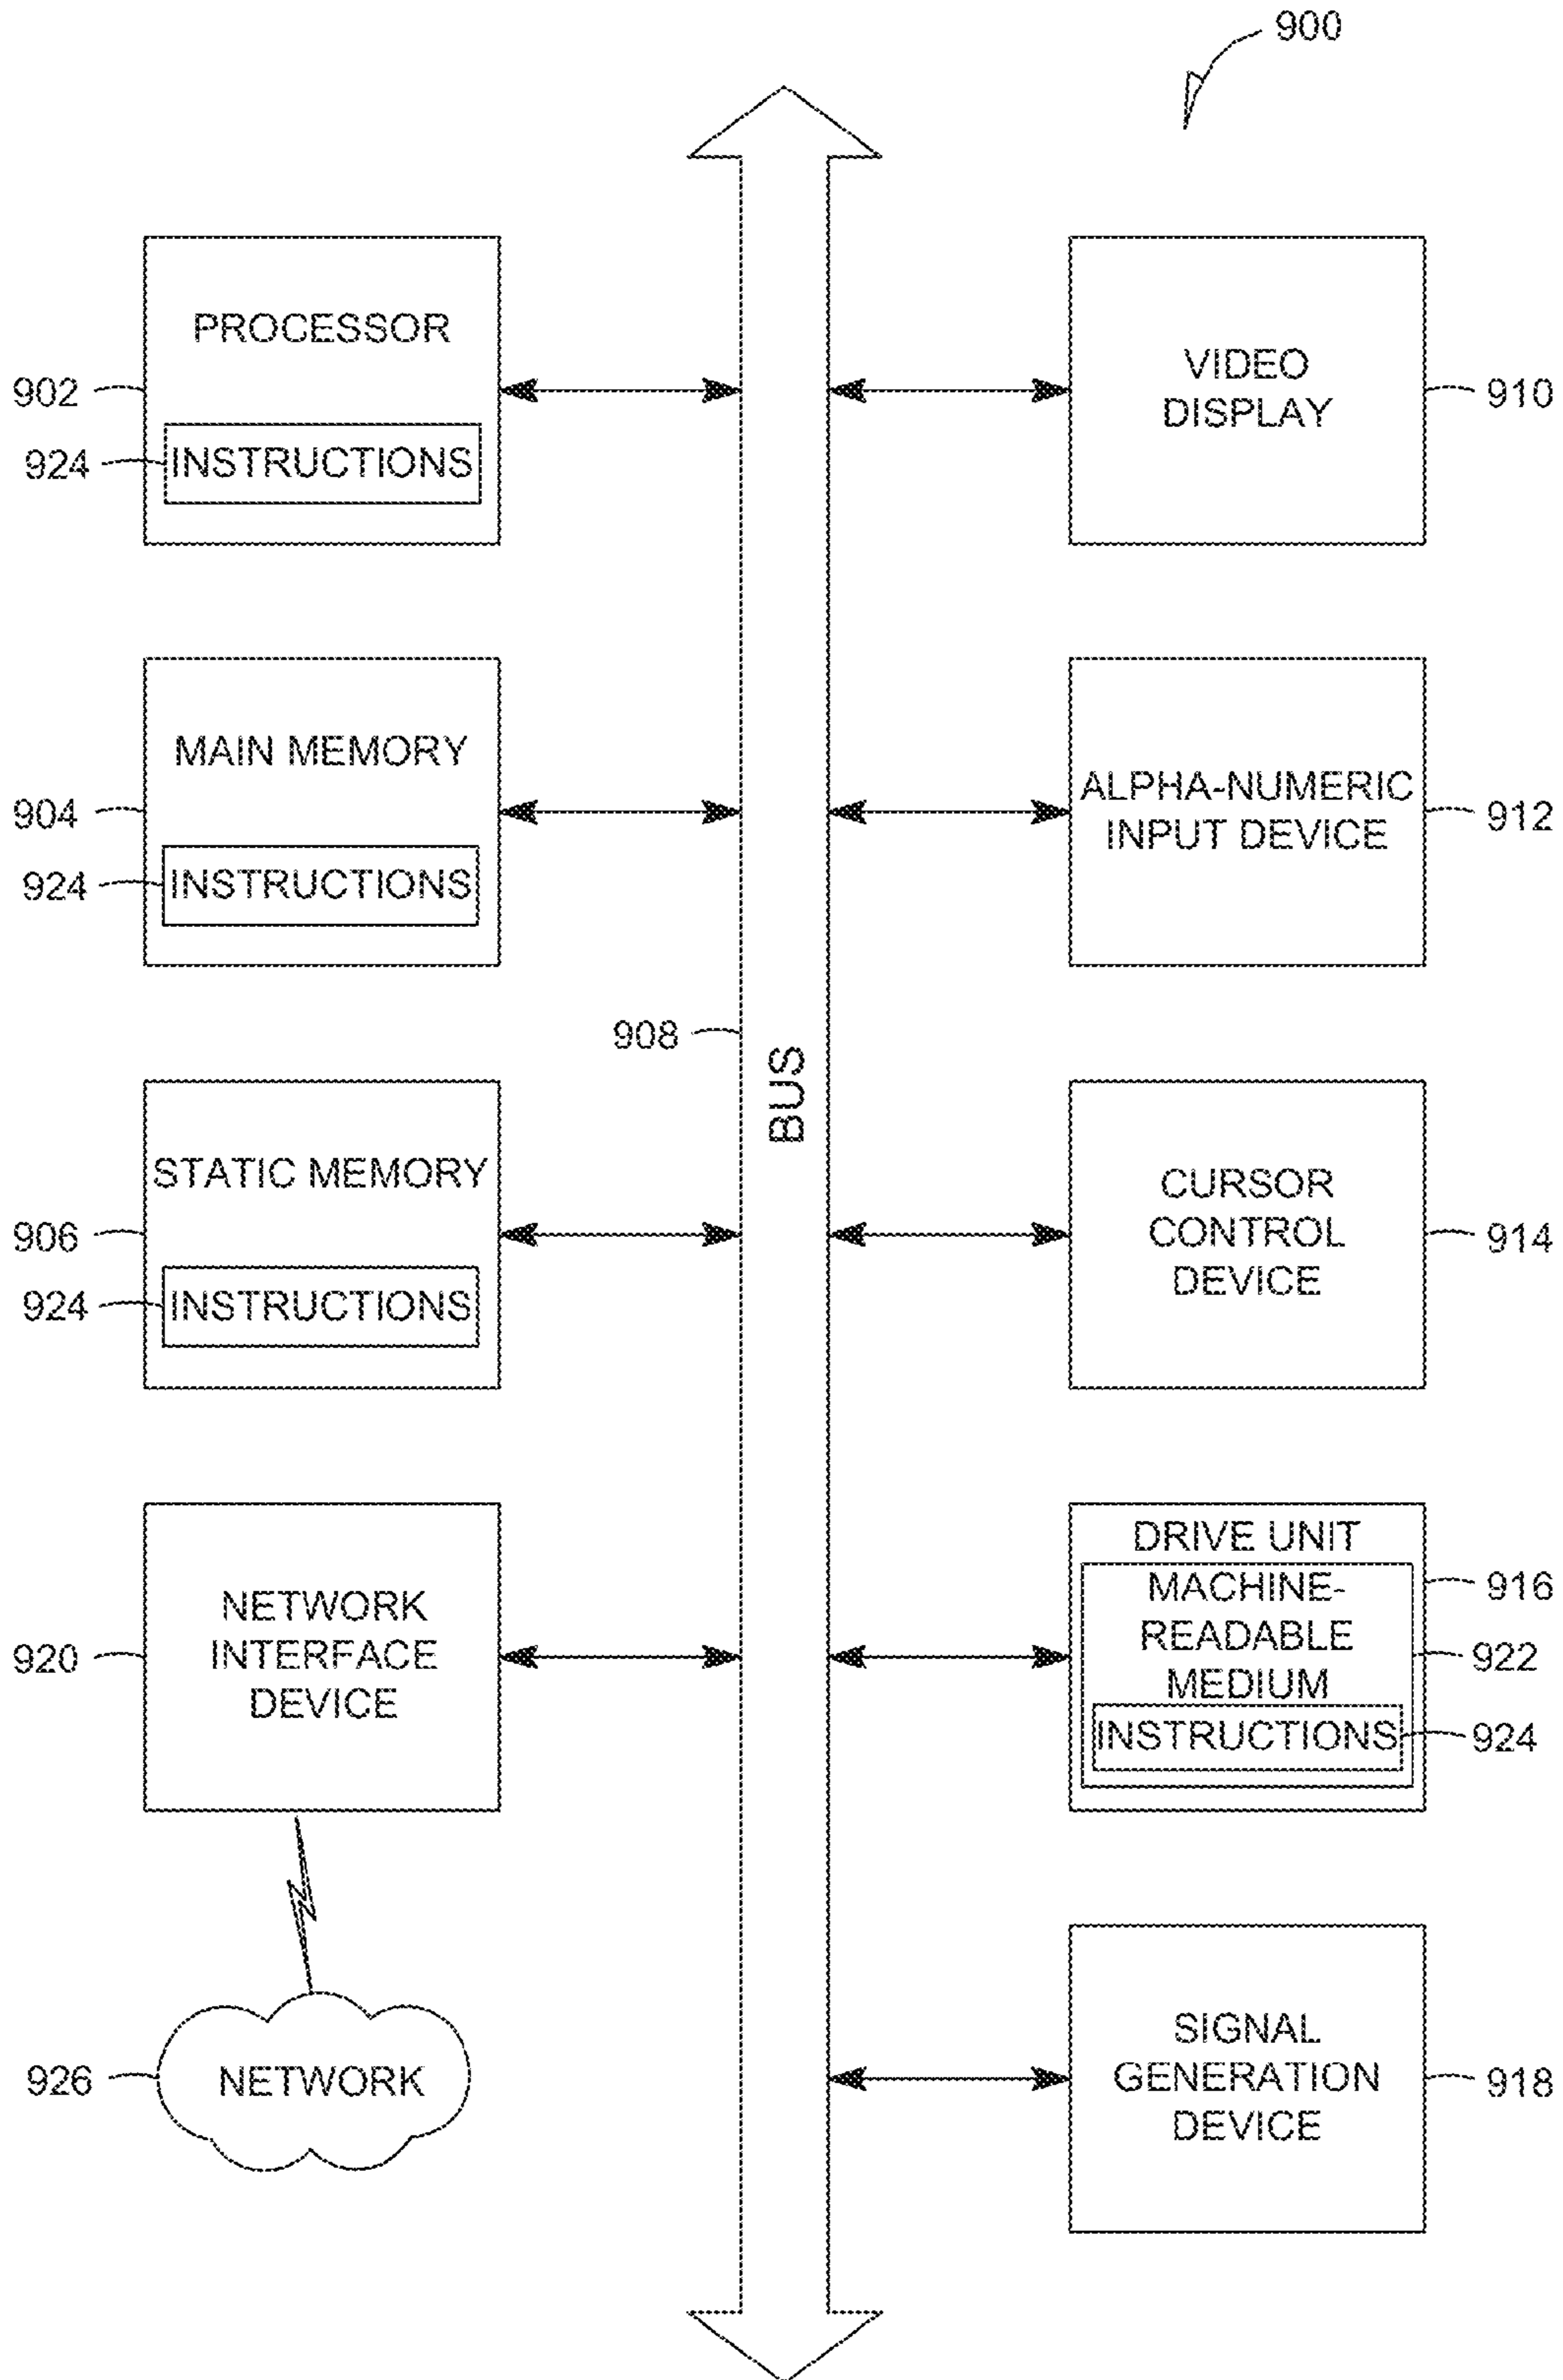 900
PROCESSOR
902
924
INSTRUCTIONS
VIDEO
DISPLAY
910
MAIN MEMORY
904
924
INSTRUCTIONS
ALPHA-NUMERIC
INPUT DEVICE
912
908
BUS
STATIC MEMORY
906
924
INSTRUCTIONS
CURSOR
CONTROL
DEVICE
914
NETWORK
INTERFACE
DEVICE
920
DRIVE UNIT
916
MACHINE-
READABLE
MEDIUM
922
INSTRUCTIONS
924
926
NETWORK
SIGNAL
GENERATION
DEVICE
918